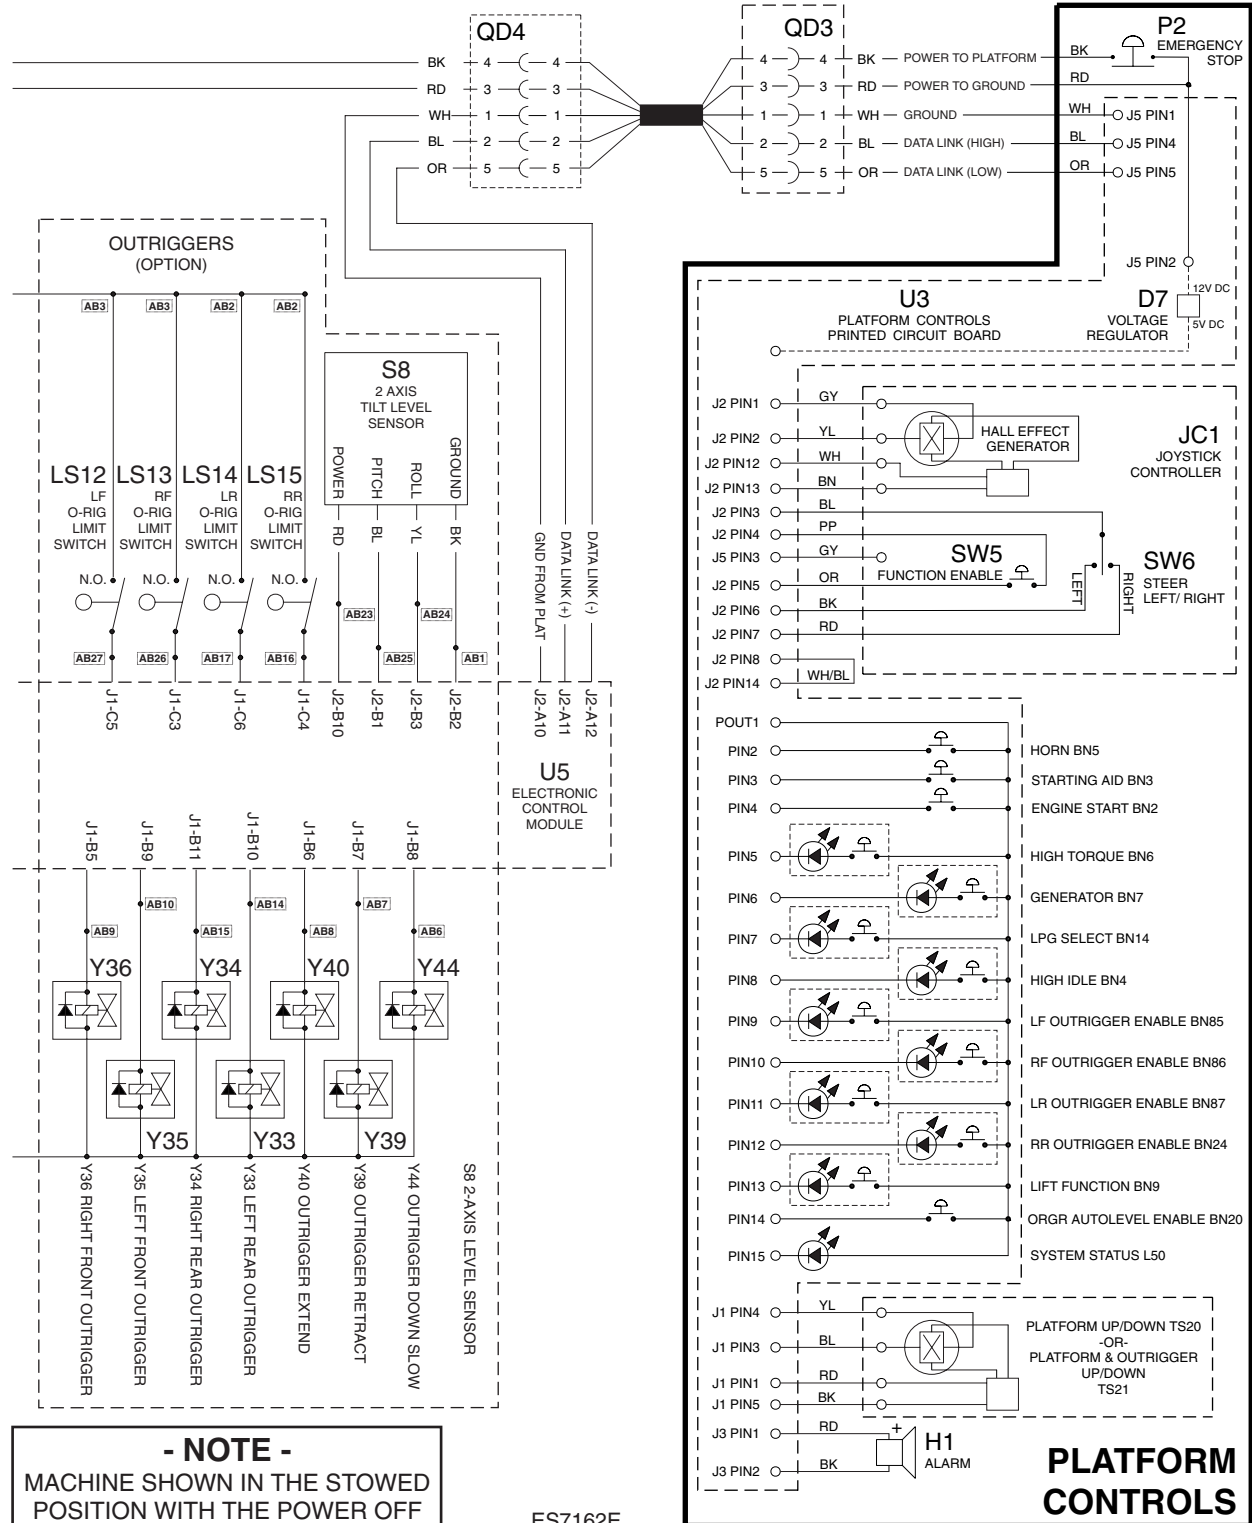 QD4
QD3
P2
EMERGENCY
STOP
BK 4 4
RD 3 3
WH 1 1
BL 2 2
OR 5 5
4 4 BK POWER TO PLATFORM BK
3 3 RD POWER TO GROUND RD
1 1 WH GROUND WH J5 PIN1
2 2 BL DATA LINK (HIGH) BL J5 PIN4
5 5 OR DATA LINK (LOW) OR J5 PIN5
J5 PIN2
12V DC
5V DC
D7
VOLTAGE
REGULATOR
U3
PLATFORM CONTROLS
PRINTED CIRCUIT BOARD
OUTRIGGERS
(OPTION)
AB3 AB3 AB2 AB2
S8
2 AXIS
TILT LEVEL
SENSOR
POWER
PITCH
ROLL
GROUND
RD
BL
YL
BK
LS12
LF
O-RIG
LIMIT
SWITCH
LS13
RF
O-RIG
LIMIT
SWITCH
LS14
LR
O-RIG
LIMIT
SWITCH
LS15
RR
O-RIG
LIMIT
SWITCH
N.O. N.O. N.O. N.O.
AB27 AB26 AB17 AB16
AB23 AB24
AB25 AB1
GND FROM PLAT
DATA LINK (+)
DATA LINK (-)
J1-C5
J1-C3
J1-C6
J1-C4
J2-B10
J2-B1
J2-B3
J2-B2
J2-A10
J2-A11
J2-A12
U5
ELECTRONIC
CONTROL
MODULE
J1-B5
J1-B9
J1-B11
J1-B10
J1-B6
J1-B7
J1-B8
AB10 AB14 AB7
AB9 AB15 AB8 AB6
Y36 Y34 Y40 Y44
Y35 Y33 Y39
Y36 RIGHT FRONT OUTRIGGER
Y35 LEFT FRONT OUTRIGGER
Y34 RIGHT REAR OUTRIGGER
Y33 LEFT REAR OUTRIGGER
Y40 OUTRIGGER EXTEND
Y39 OUTRIGGER RETRACT
Y44 OUTRIGGER DOWN SLOW
S8 2-AXIS LEVEL SENSOR
J2 PIN1 GY
J2 PIN2 YL
J2 PIN12 WH
J2 PIN13 BN
J2 PIN3 BL
J2 PIN4 PP
J5 PIN3 GY
J2 PIN5 OR
J2 PIN6 BK
J2 PIN7 RD
J2 PIN8
J2 PIN14 WH/BL
HALL EFFECT
GENERATOR
JC1
JOYSTICK
CONTROLLER
SW5
FUNCTION ENABLE
LEFT
RIGHT
SW6
STEER
LEFT/ RIGHT
POUT1
PIN2 HORN BN5
PIN3 STARTING AID BN3
PIN4 ENGINE START BN2
PIN5 HIGH TORQUE BN6
PIN6 GENERATOR BN7
PIN7 LPG SELECT BN14
PIN8 HIGH IDLE BN4
PIN9 LF OUTRIGGER ENABLE BN85
PIN10 RF OUTRIGGER ENABLE BN86
PIN11 LR OUTRIGGER ENABLE BN87
PIN12 RR OUTRIGGER ENABLE BN24
PIN13 LIFT FUNCTION BN9
PIN14 ORGR AUTOLEVEL ENABLE BN20
PIN15 SYSTEM STATUS L50
J1 PIN4 YL
J1 PIN3 BL
J1 PIN1 RD
J1 PIN5 BK
PLATFORM UP/DOWN TS20
-OR-
PLATFORM & OUTRIGGER
UP/DOWN
TS21
J3 PIN1 RD
J3 PIN2 BK
+
H1
ALARM
PLATFORM
CONTROLS
- NOTE -
MACHINE SHOWN IN THE STOWED
POSITION WITH THE POWER OFF
ES7162E